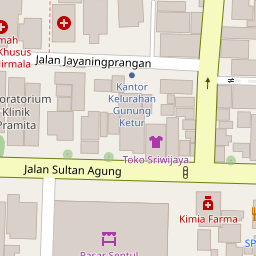 mah
Khusus
irmala
Jalan Jayaningprangan
Kantor
Kelurahan
Gunung
Ketur
oratorium
Klinik
Pramita
Toko Sriwijaya
Jalan Sultan Agung
Kimia Farma
SP
Pasar Sentul